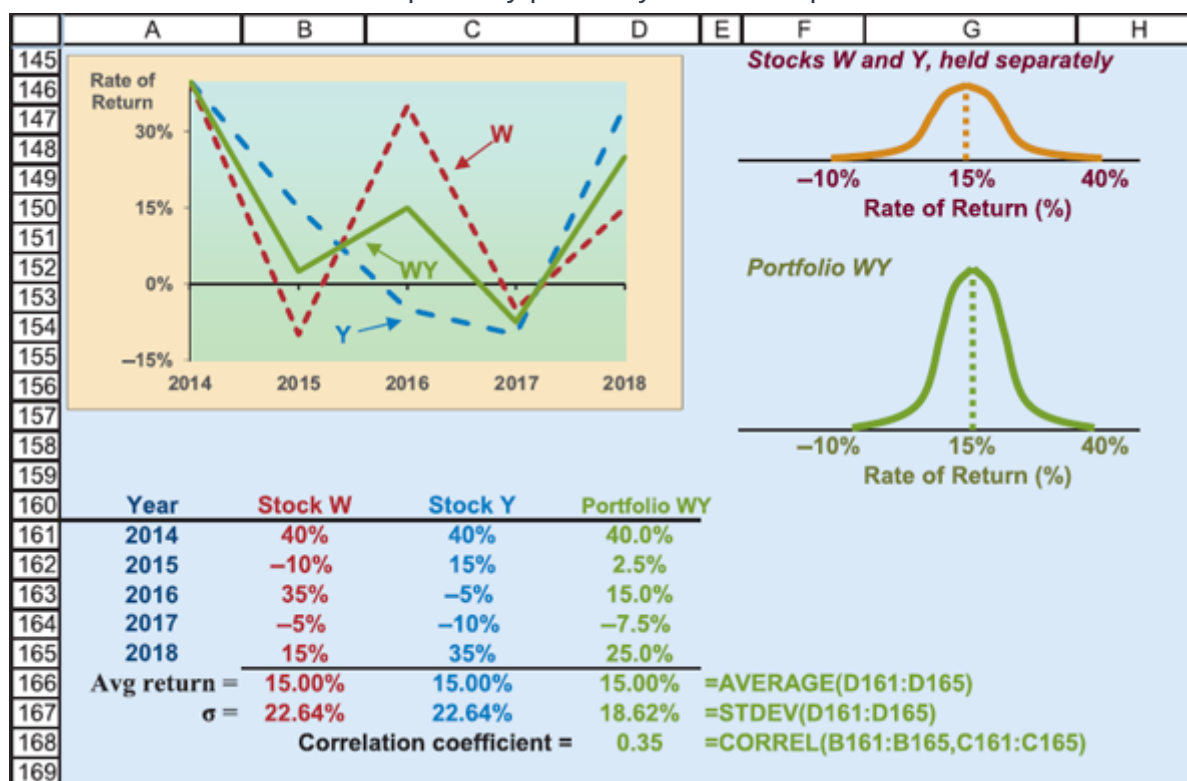 A B C D E F G H
145 Stocks W and Y, held separately
146 Rate of
Return
147 30% W
148
149 –10% 15% 40%
150 15% Rate of Return (%)
151
152 WY Portfolio WY
153 0%
154 Y
155 –15%
156 2014 2015 2016 2017 2018
157
158 –10% 15% 40%
159 Rate of Return (%)
160 Year Stock W Stock Y Portfolio WY
161 2014 40% 40% 40.0%
162 2015 –10% 15% 2.5%
163 2016 35% –5% 15.0%
164 2017 –5% –10% –7.5%
165 2018 15% 35% 25.0%
166 Avg return = 15.00% 15.00% 15.00% =AVERAGE(D161:D165)
167 σ = 22.64% 22.64% 18.62% =STDEV(D161:D165)
168 Correlation coefficient = 0.35 =CORREL(B161:B165,C161:C165)
169